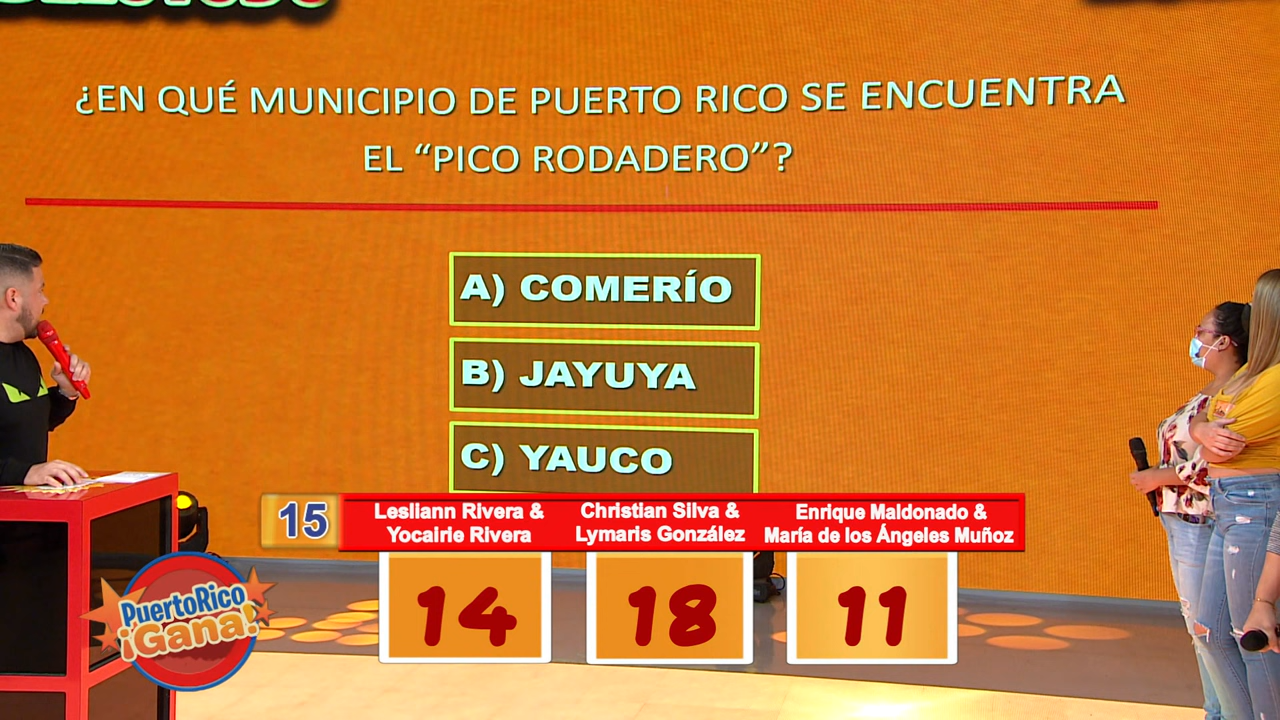 ¿EN QUÉ MUNICIPIO DE PUERTO RICO SE ENCUENTRA
EL “PICO RODADERO”?
A) COMERÍO
B) JAYUYA
C) YAUCO
15
Lesliann Rivera &
Yocairie Rivera
Christian Silva &
Lymaris González
Enrique Maldonado &
María de los Ángeles Muñoz
14
18
11
PuertoRico
¡Gana!